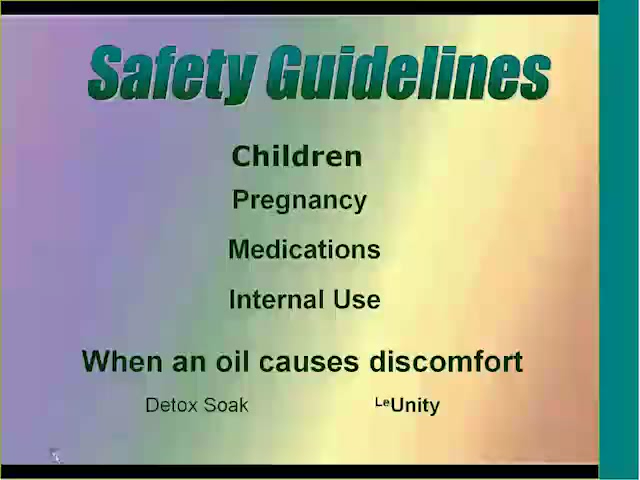 Safety Guidelines
Children
Pregnancy
Medications
Internal Use
When an oil causes discomfort
Detox Soak LeUnity